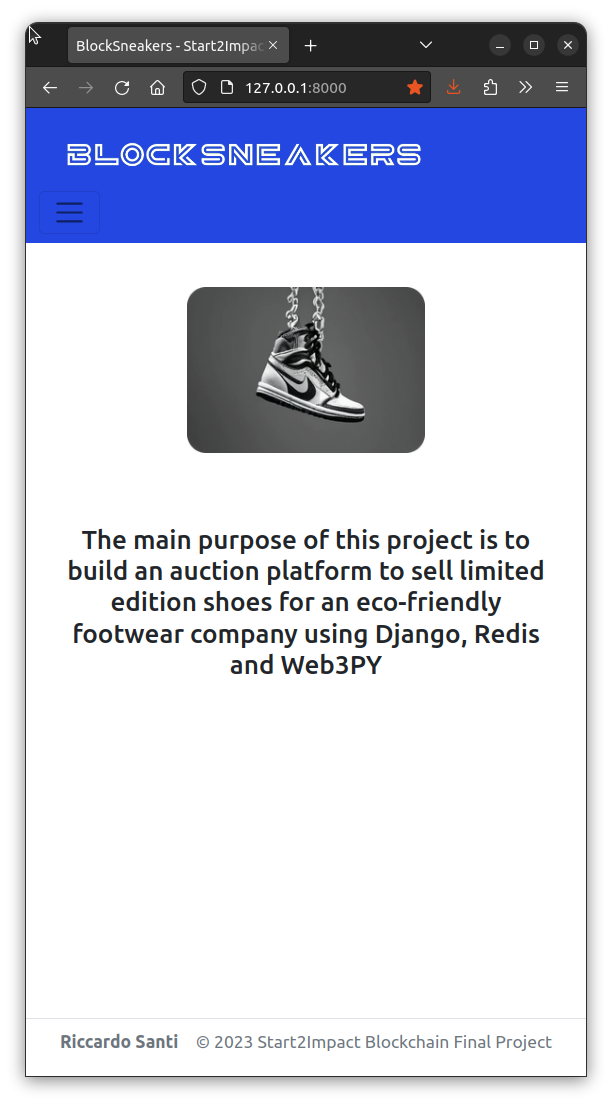 BlockSneakers - Start2Impac
127.0.0.1:8000
BLOCKSNEAKERS
The main purpose of this project is to
build an auction platform to sell limited
edition shoes for an eco-friendly
footwear company using Django, Redis
and Web3PY
Riccardo Santi © 2023 Start2Impact Blockchain Final Project